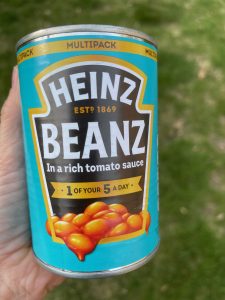 MULTIPACK
HEINZ
ESTD 1869
BEANZ
In a rich tomato sauce
1 OF YOUR 5 A DAY